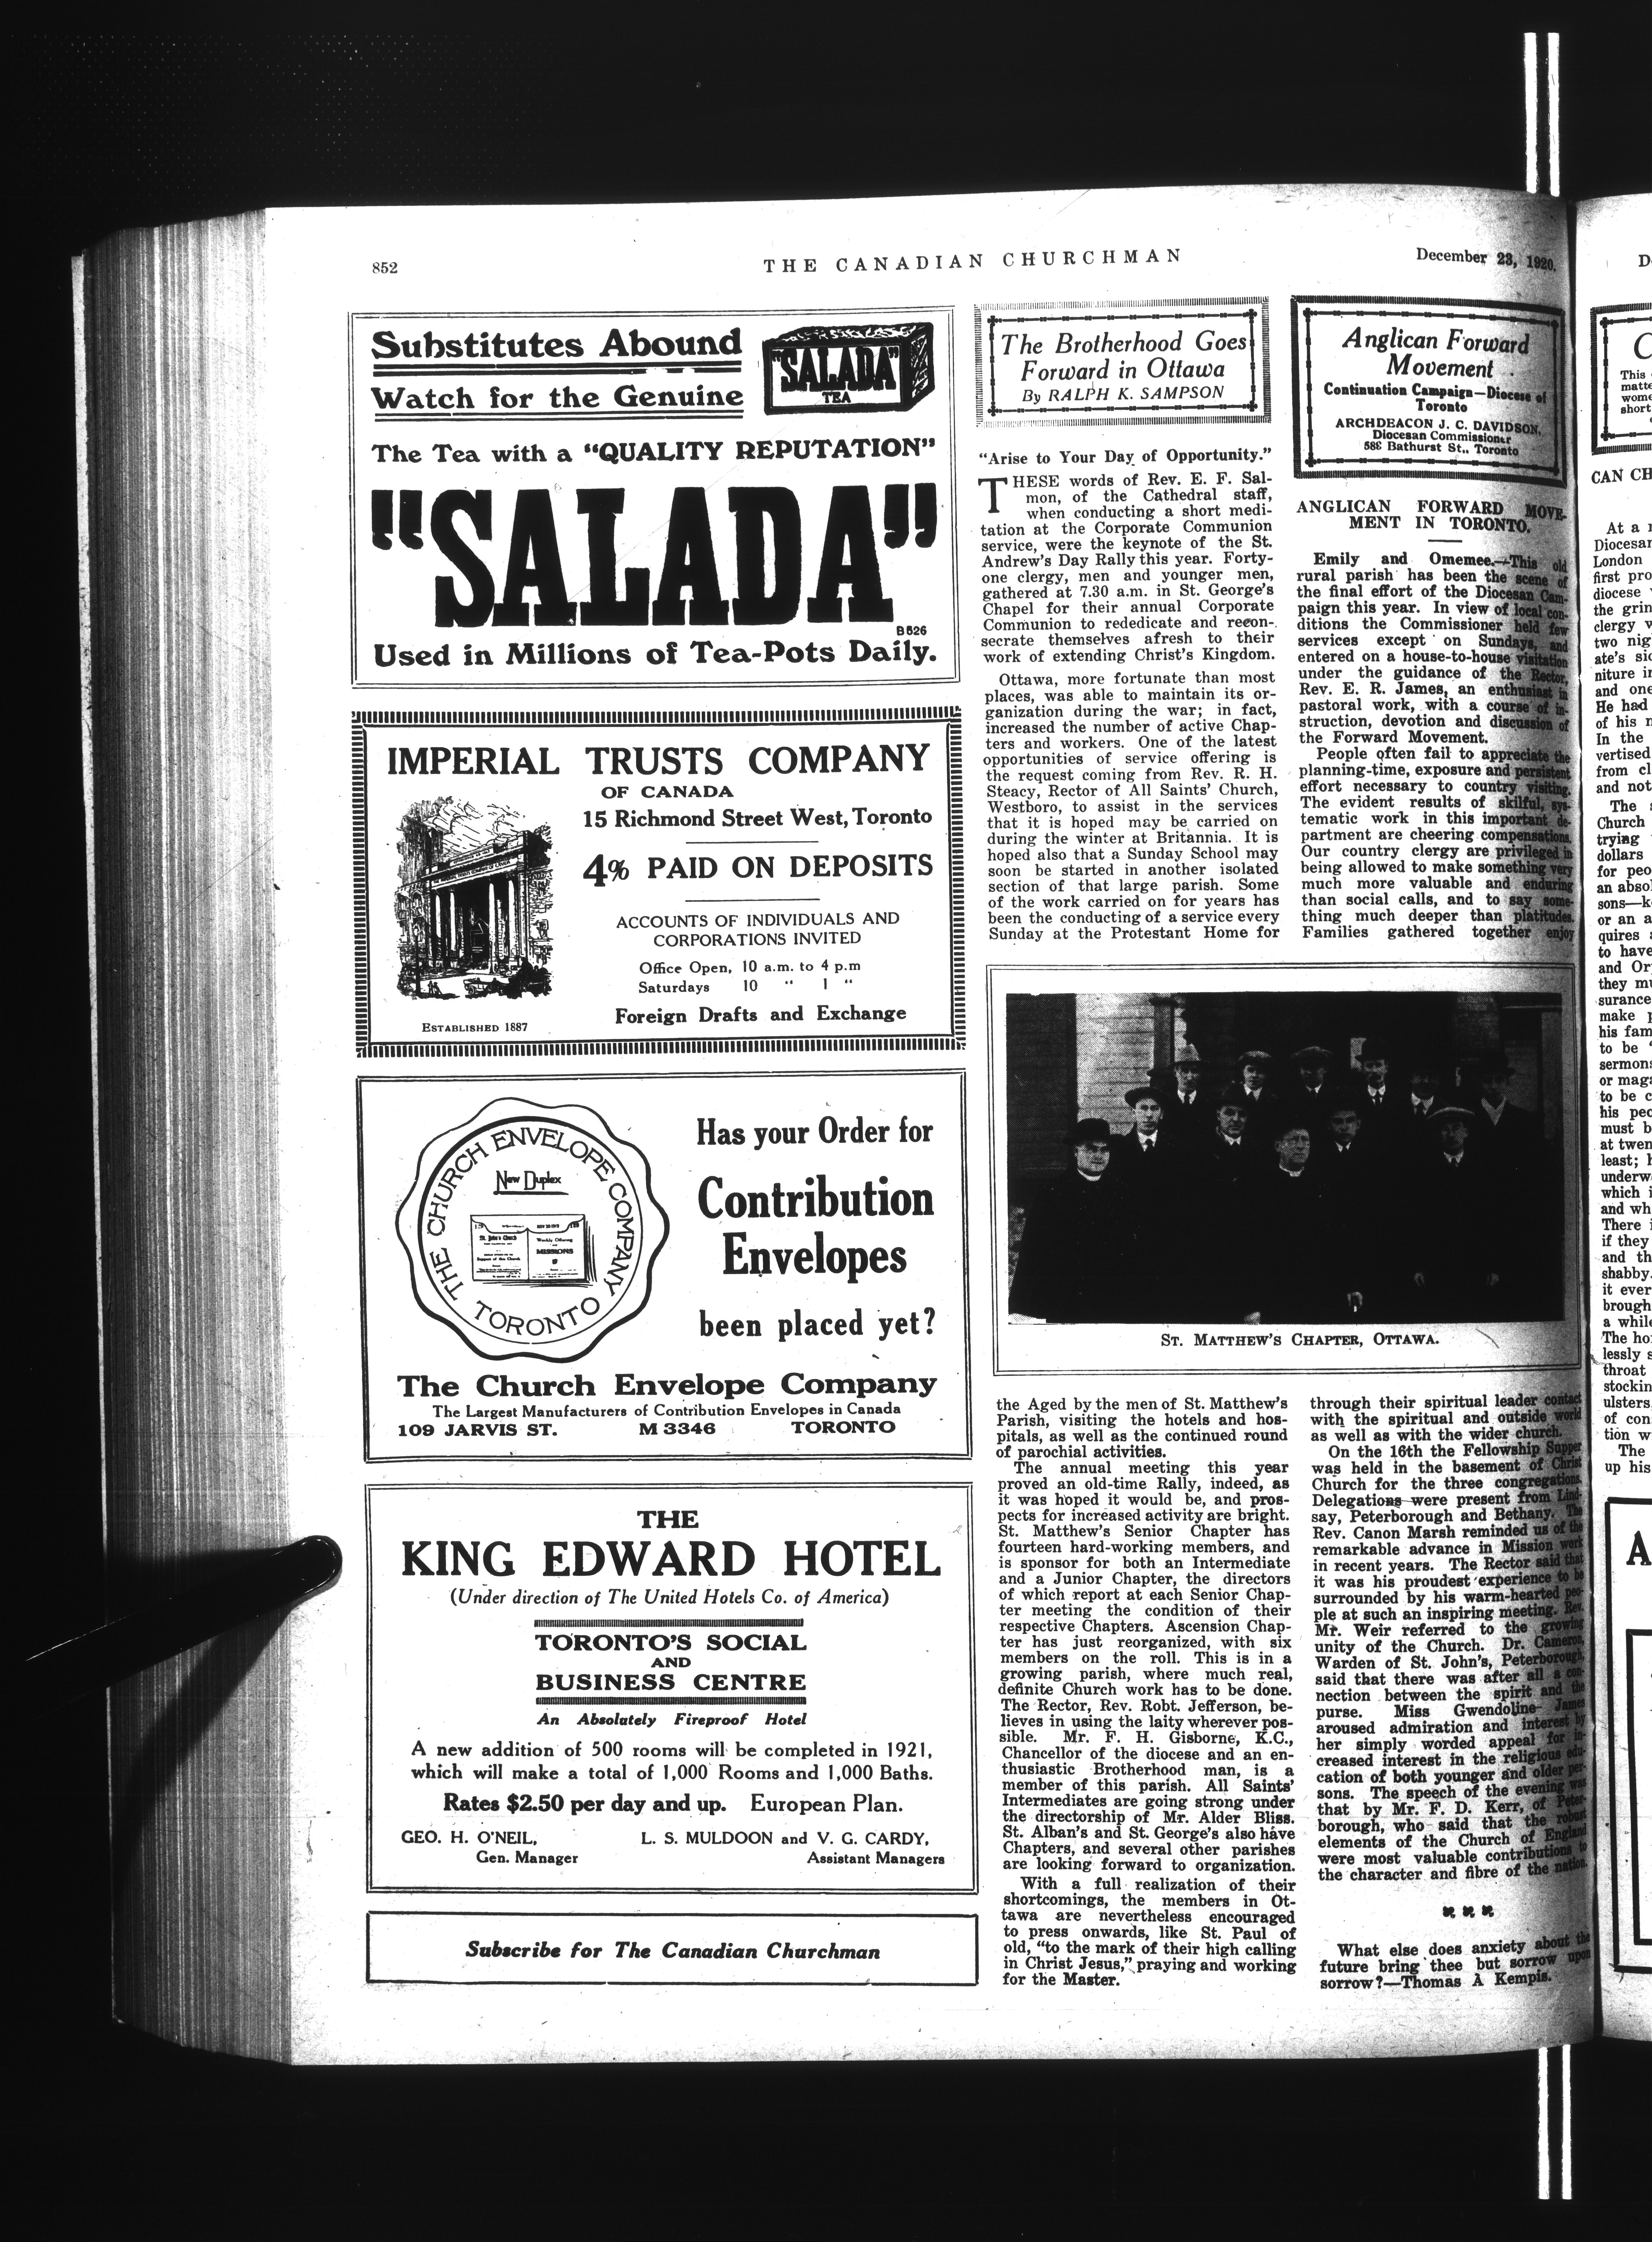 852
THE CANADIAN CHURCHMAN
December 23, 1920.
Substitutes Abound
Watch for the Genuine
"SALADA"
TEA
The Tea with a "QUALITY REPUTATION"
"SALADA"
B526
Used in Millions of Tea-Pots Daily.
IMPERIAL TRUSTS COMPANY
OF CANADA
15 Richmond Street West, Toronto
4% PAID ON DEPOSITS
ACCOUNTS OF INDIVIDUALS AND
CORPORATIONS INVITED
Office Open, 10 a.m. to 4 p.m
Saturdays 10 " 1 "
ESTABLISHED 1887
Foreign Drafts and Exchange
THE CHURCH ENVELOPE COMPANY
TORONTO
New Duplex
St. John's Church
Weekly Offering
MISSIONS
Has your Order for
Contribution
Envelopes
been placed yet?
The Church Envelope Company
The Largest Manufacturers of Contribution Envelopes in Canada
109 JARVIS ST. M 3346 TORONTO
THE
KING EDWARD HOTEL
(Under direction of The United Hotels Co. of America)
TORONTO'S SOCIAL
AND
BUSINESS CENTRE
An Absolutely Fireproof Hotel
A new addition of 500 rooms will be completed in 1921,
which will make a total of 1,000 Rooms and 1,000 Baths.
Rates $2.50 per day and up. European Plan.
GEO. H. O'NEIL,
Gen. Manager
L. S. MULDOON and V. G. CARDY,
Assistant Managers
Subscribe for The Canadian Churchman
The Brotherhood Goes
Forward in Ottawa
By RALPH K. SAMPSON
"Arise to Your Day of Opportunity."
THESE words of Rev. E. F. Sal-
mon, of the Cathedral staff,
when conducting a short medi-
tation at the Corporate Communion
service, were the keynote of the St.
Andrew's Day Rally this year. Forty-
one clergy, men and younger men,
gathered at 7.30 a.m. in St. George's
Chapel for their annual Corporate
Communion to rededicate and recon-
secrate themselves afresh to their
work of extending Christ's Kingdom.
Ottawa, more fortunate than most
places, was able to maintain its or-
ganization during the war; in fact,
increased the number of active Chap-
ters and workers. One of the latest
opportunities of service offering is
the request coming from Rev. R. H.
Steacy, Rector of All Saints' Church,
Westboro, to assist in the services
that it is hoped may be carried on
during the winter at Britannia. It is
hoped also that a Sunday School may
soon be started in another isolated
section of that large parish. Some
of the work carried on for years has
been the conducting of a service every
Sunday at the Protestant Home for
Anglican Forward
Movement
Continuation Campaign—Diocese of
Toronto
ARCHDEACON J. C. DAVIDSON,
Diocesan Commissioner
Bathurst St., Toronto
ANGLICAN FORWARD MOVE-
MENT IN TORONTO.
Emily and Omemee.—This old
rural parish has been the scene of
the final effort of the Diocesan Cam-
paign this year. In view of local con-
ditions the Commissioner held few
services except on Sundays, and
entered on a house-to-house visitation
under the guidance of the Rector,
Rev. E. R. James, an enthusiast in
pastoral work, with a course of in-
struction, devotion and discussion of
the Forward Movement.
People often fail to appreciate the
planning-time, exposure and persistent
effort necessary to country visiting.
The evident results of skilful, sys-
tematic work in this important de-
partment are cheering compensations.
Our country clergy are privileged in
being allowed to make something very
much more valuable and enduring
than social calls, and to say some-
thing much deeper than platitudes.
Families gathered together enjoy
ST. MATTHEW'S CHAPTER, OTTAWA.
the Aged by the men of St. Matthew's
Parish, visiting the hotels and hos-
pitals, as well as the continued round
of parochial activities.
The annual meeting this year
proved an old-time Rally, indeed, as
it was hoped it would be, and pros-
pects for increased activity are bright.
St. Matthew's Senior Chapter has
fourteen hard-working members, and
is sponsor for both an Intermediate
and a Junior Chapter, the directors
of which report at each Senior Chap-
ter meeting the condition of their
respective Chapters. Ascension Chap-
ter has just reorganized, with six
members on the roll. This is in a
growing parish, where much real,
definite Church work has to be done.
The Rector, Rev. Robt. Jefferson, be-
lieves in using the laity wherever pos-
sible. Mr. F. H. Gisborne, K.C.,
Chancellor of the diocese and an en-
thusiastic Brotherhood man, is a
member of this parish. All Saints'
Intermediates are going strong under
the directorship of Mr. Alder Bliss.
St. Alban's and St. George's also have
Chapters, and several other parishes
are looking forward to organization.
With a full realization of their
shortcomings, the members in Ot-
tawa are nevertheless encouraged
to press onwards, like St. Paul of
old, "to the mark of their high calling
in Christ Jesus," praying and working
for the Master.
through their spiritual leader contact
with the spiritual and outside world
as well as with the wider church.
On the 16th the Fellowship Supper
was held in the basement of Christ
Church for the three congregations.
Delegations were present from Lind-
say, Peterborough and Bethany. The
Rev. Canon Marsh reminded us of the
remarkable advance in Mission work
in recent years. The Rector said that
it was his proudest experience to be
surrounded by his warm-hearted peo-
ple at such an inspiring meeting. Rev.
Mr. Weir referred to the growing
unity of the Church. Dr. Cameron,
Warden of St. John's, Peterborough,
said that there was after all a con-
nection between the spirit and the
purse. Miss Gwendoline James
aroused admiration and interest by
her simply worded appeal for in-
creased interest in the religious edu-
cation of both younger and older per-
sons. The speech of the evening was
that by Mr. F. D. Kerr, of Peter-
borough, who said that the robust
elements of the Church of England
were most valuable contributions to
the character and fibre of the nation.
What else does anxiety about the
future bring thee but sorrow upon
sorrow?—Thomas À Kempis.